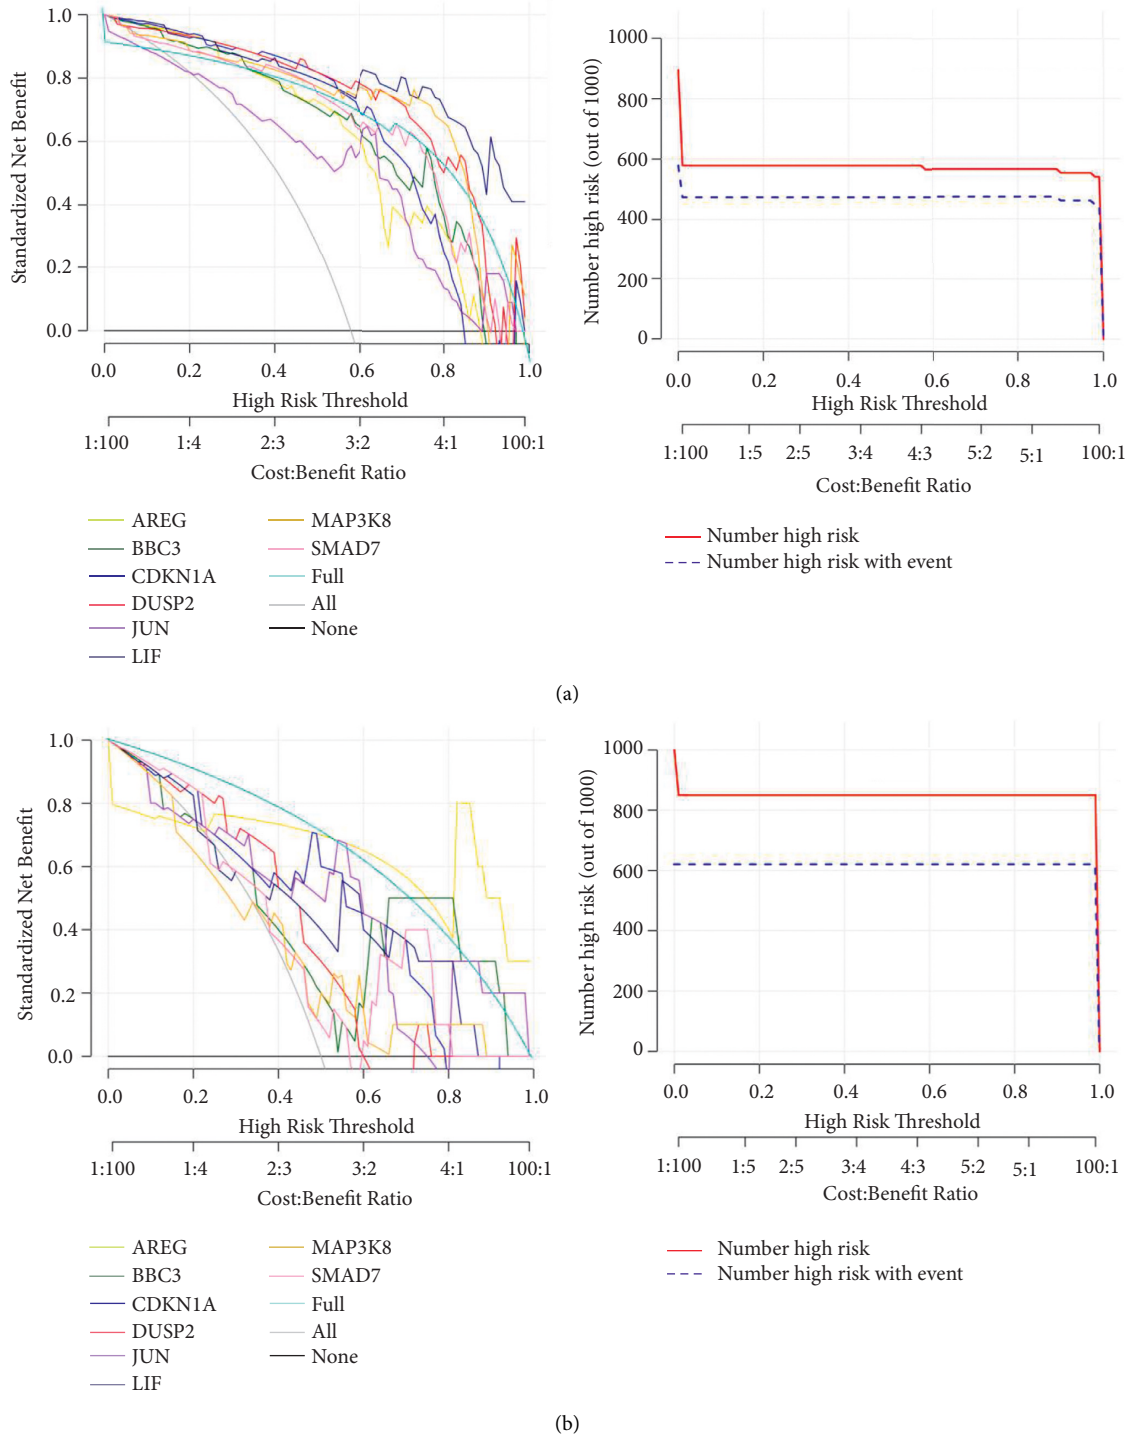 1.0
0.8
0.6
0.4
0.2
0.0
Standardized Net Benefit
0.0 0.2 0.4 0.6 0.8 1.0
High Risk Threshold
1:100 1:4 2:3 3:2 4:1 100:1
Cost:Benefit Ratio
AREG
BBC3
CDKN1A
DUSP2
JUN
LIF
MAP3K8
SMAD7
Full
All
None
1000
800
600
400
200
0
Number high risk (out of 1000)
0.0 0.2 0.4 0.6 0.8 1.0
High Risk Threshold
1:100 1:5 2:5 3:4 4:3 5:2 5:1 100:1
Cost:Benefit Ratio
Number high risk
Number high risk with event
(a)
1.0
0.8
0.6
0.4
0.2
0.0
Standardized Net Benefit
0.0 0.2 0.4 0.6 0.8 1.0
High Risk Threshold
1:100 1:4 2:3 3:2 4:1 100:1
Cost:Benefit Ratio
AREG
BBC3
CDKN1A
DUSP2
JUN
LIF
MAP3K8
SMAD7
Full
All
None
1000
800
600
400
200
0
Number high risk (out of 1000)
0.0 0.2 0.4 0.6 0.8 1.0
High Risk Threshold
1:100 1:5 2:5 3:4 4:3 5:2 5:1 100:1
Cost:Benefit Ratio
Number high risk
Number high risk with event
(b)